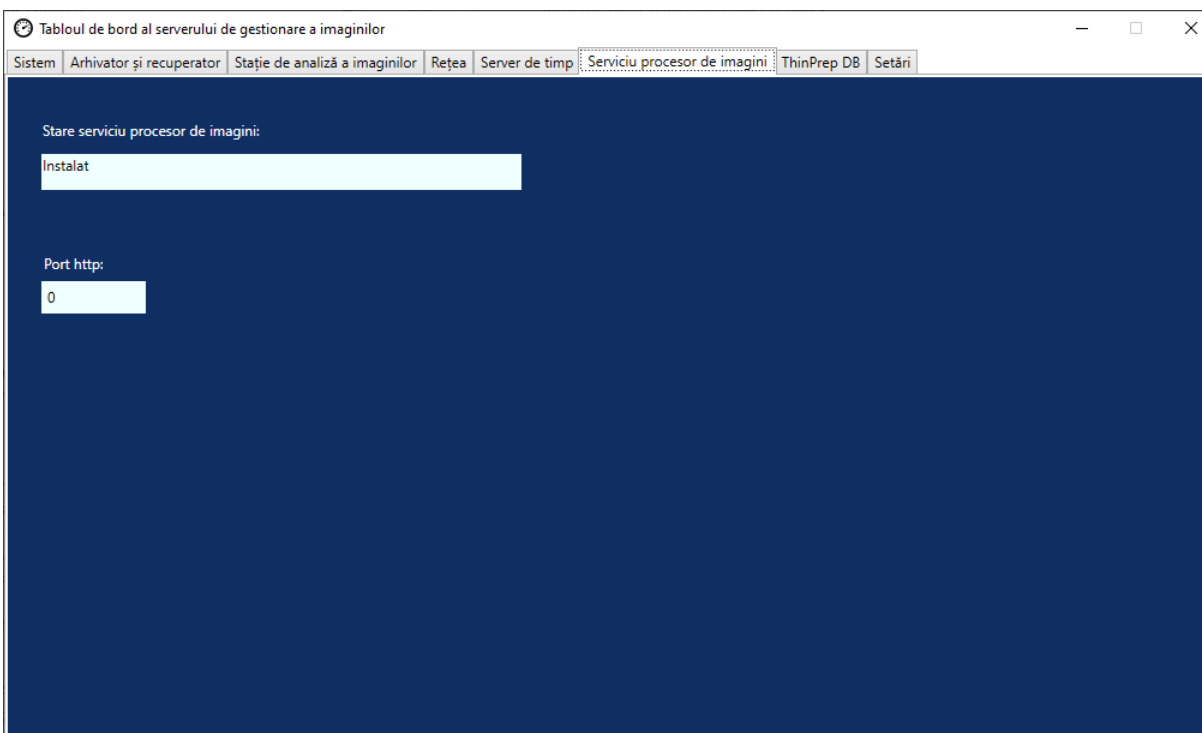 Tabloul de bord al serverului de gestionare a imaginilor
Sistem Arhivator și recuperator Stație de analiză a imaginilor Rețea Server de timp Serviciu procesor de imagini ThinPrep DB Setări
Stare serviciu procesor de imagini:
Instalat
Port http:
0